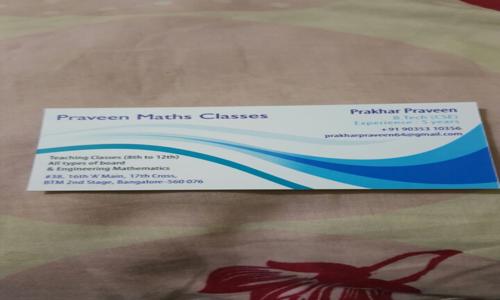 Praveen Maths Classes
Prakhar Praveen
B.Tech (CSE)
Experience : 5 years
+ 91 90353 10356
prakharpraveen64@gmail.com
Teaching Classes (8th to 12th)
All types of board
& Engineering Mathematics
#38, 16th 'A' Main, 17th Cross,
BTM 2nd Stage, Bangalore-560 076